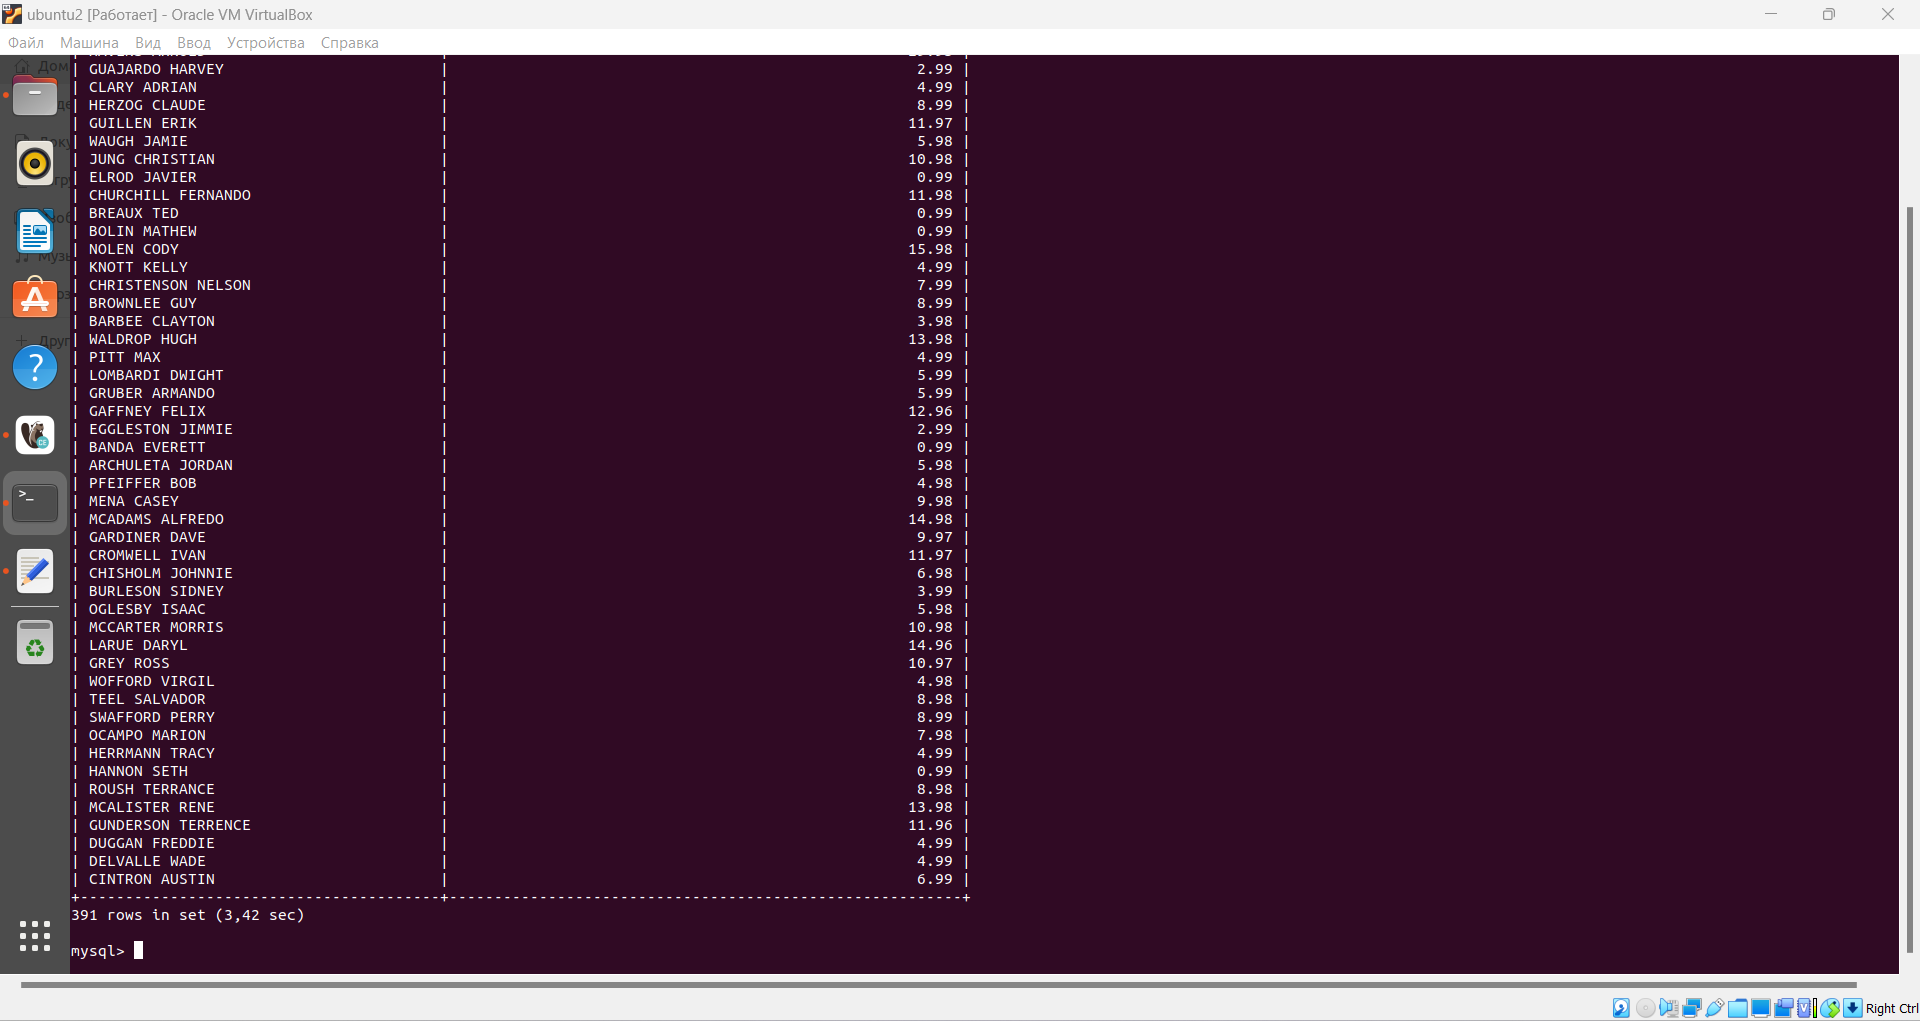 ubuntu2 [Работает] - Oracle VM VirtualBox
Файл Машина Вид Ввод Устройства Справка
Дом
| GUAJARDO HARVEY | 2.99 |
| CLARY ADRIAN | 4.99 |
| HERZOG CLAUDE | 8.99 |
| GUILLEN ERIK | 11.97 |
| WAUGH JAMIE | 5.98 |
| JUNG CHRISTIAN | 10.98 |
| ELROD JAVIER | 0.99 |
| CHURCHILL FERNANDO | 11.98 |
| BREAUX TED | 0.99 |
| BOLIN MATHEW | 0.99 |
| NOLEN CODY | 15.98 |
| KNOTT KELLY | 4.99 |
| CHRISTENSON NELSON | 7.99 |
| BROWNLEE GUY | 8.99 |
| BARBEE CLAYTON | 3.98 |
| WALDROP HUGH | 13.98 |
| PITT MAX | 4.99 |
| LOMBARDI DWIGHT | 5.99 |
| GRUBER ARMANDO | 5.99 |
| GAFFNEY FELIX | 12.96 |
| EGGLESTON JIMMIE | 2.99 |
| BANDA EVERETT | 0.99 |
| ARCHULETA JORDAN | 5.98 |
| PFEIFFER BOB | 4.98 |
| MENA CASEY | 9.98 |
| MCADAMS ALFREDO | 14.98 |
| GARDINER DAVE | 9.97 |
| CROMWELL IVAN | 11.97 |
| CHISHOLM JOHNNIE | 6.98 |
| BURLESON SIDNEY | 3.99 |
| OGLESBY ISAAC | 5.98 |
| MCCARTER MORRIS | 10.98 |
| LARUE DARYL | 14.96 |
| GREY ROSS | 10.97 |
| WOFFORD VIRGIL | 4.98 |
| TEEL SALVADOR | 8.98 |
| SWAFFORD PERRY | 8.99 |
| OCAMPO MARION | 7.98 |
| HERRMANN TRACY | 4.99 |
| HANNON SETH | 0.99 |
| ROUSH TERRANCE | 8.98 |
| MCALISTER RENE | 13.98 |
| GUNDERSON TERRENCE | 11.96 |
| DUGGAN FREDDIE | 4.99 |
| DELVALLE WADE | 4.99 |
| CINTRON AUSTIN | 6.99 |
391 rows in set (3,42 sec)
mysql>
Right Ctrl